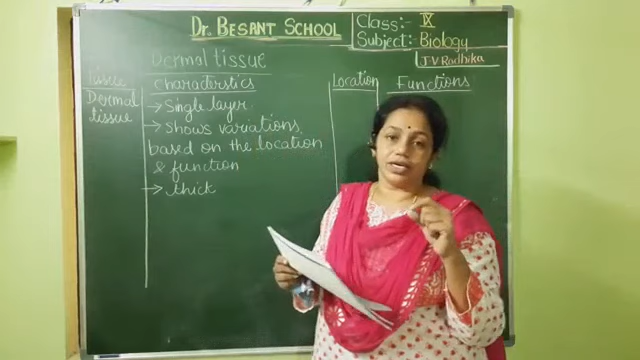 Dr. Besant School
Class:- IX
Subject:- Biology
J.V Radhika
Dermal tissue
Tissue
characterstics
Location
Functions
Dermal
tissue
→ Single layer
→ Shows variations
based on the location
& function
→ thick